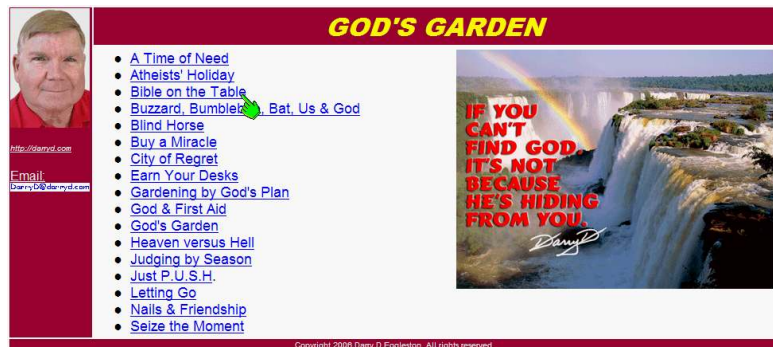 GOD'S GARDEN
http://darryd.com
Email:
DarryD@darryd.com
A Time of Need
Atheists' Holiday
Bible on the Table
Buzzard, Bumble Bat, Us & God
Blind Horse
Buy a Miracle
City of Regret
Earn Your Desks
Gardening by God's Plan
God & First Aid
God's Garden
Heaven versus Hell
Judging by Season
Just P.U.S.H.
Letting Go
Nails & Friendship
Seize the Moment
IF YOU
CAN'T
FIND GOD,
IT'S NOT
BECAUSE
HE'S HIDING
FROM YOU.
DarryD
Copyright 2008 Darry D Eggleston. All rights reserved.